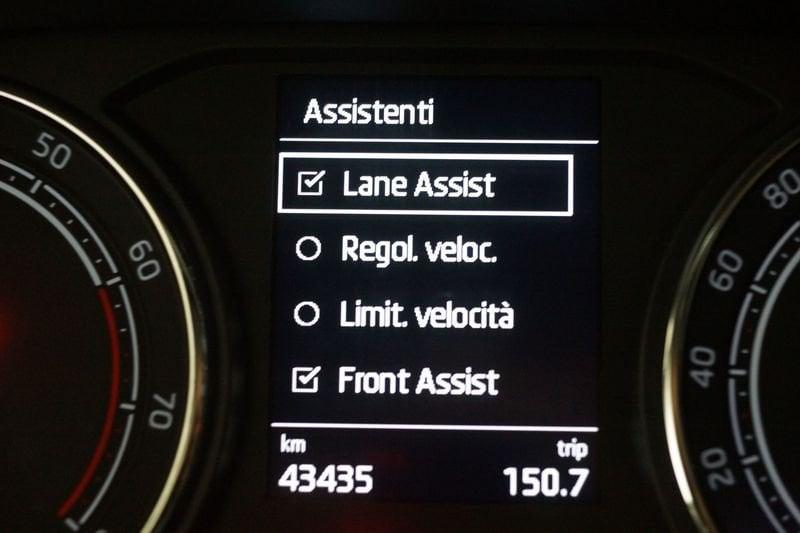 Assistenti
Lane Assist
Regol. veloc.
Limit. velocità
Front Assist
km trip
43435 150.7
50
60
70
80
60
40
20